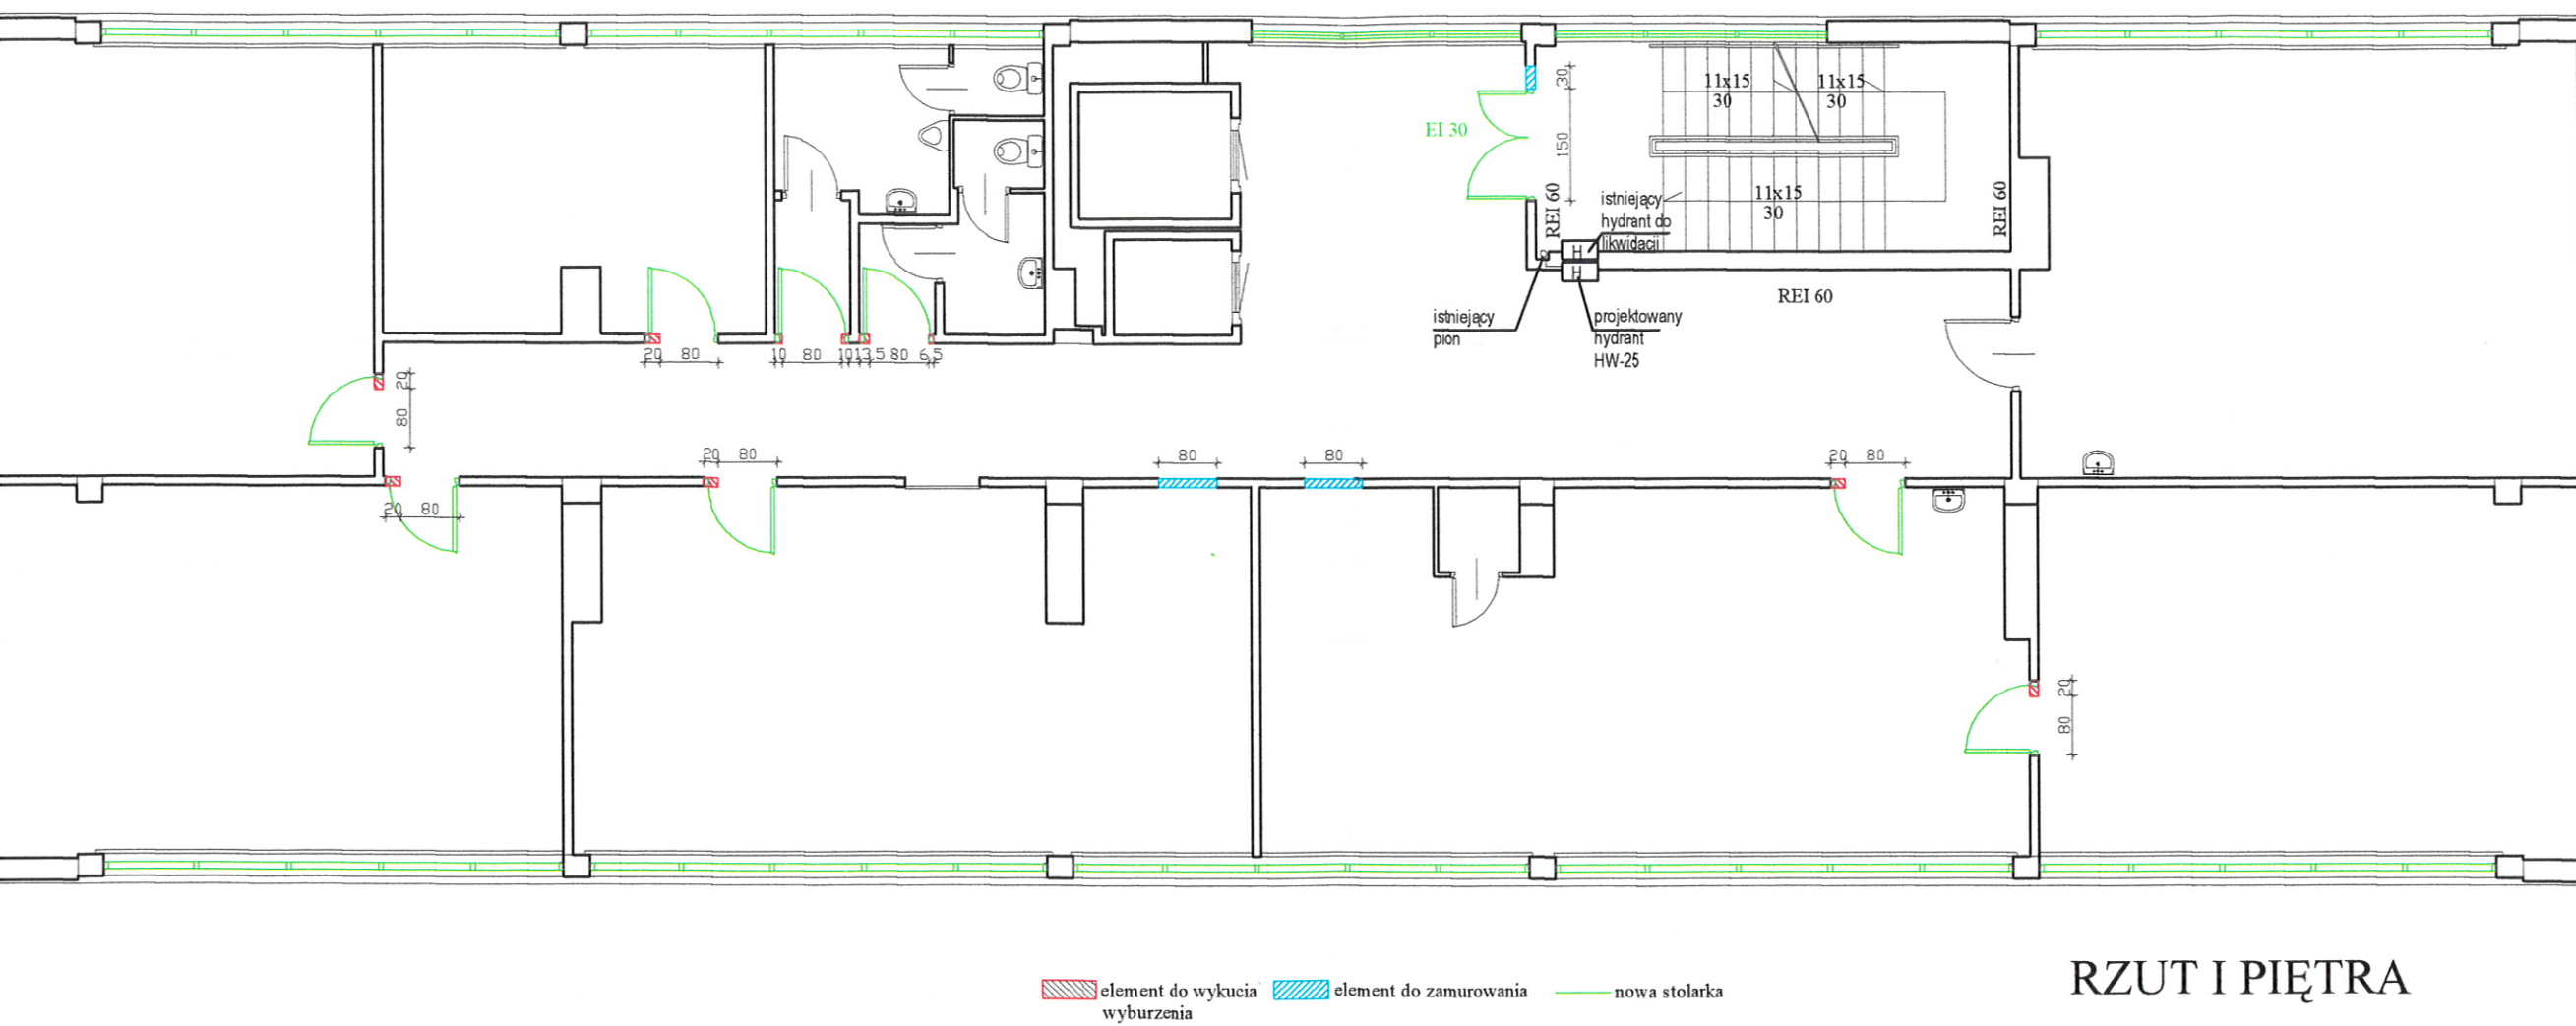 11x15
30
11x15
30
30
EI 30
150
11x15
30
REI 60
REI 60
istniejący
hydrant do
likwidacji
H
H
REI 60
istniejący
pion
projektowany
hydrant
HW-25
20 80
10 80 10 13,5 80 6,5
20
80
20 80
20 80
80
80
20 80
20
80
element do wykucia
wyburzenia
element do zamurowania
nowa stolarka
RZUT I PIĘTRA